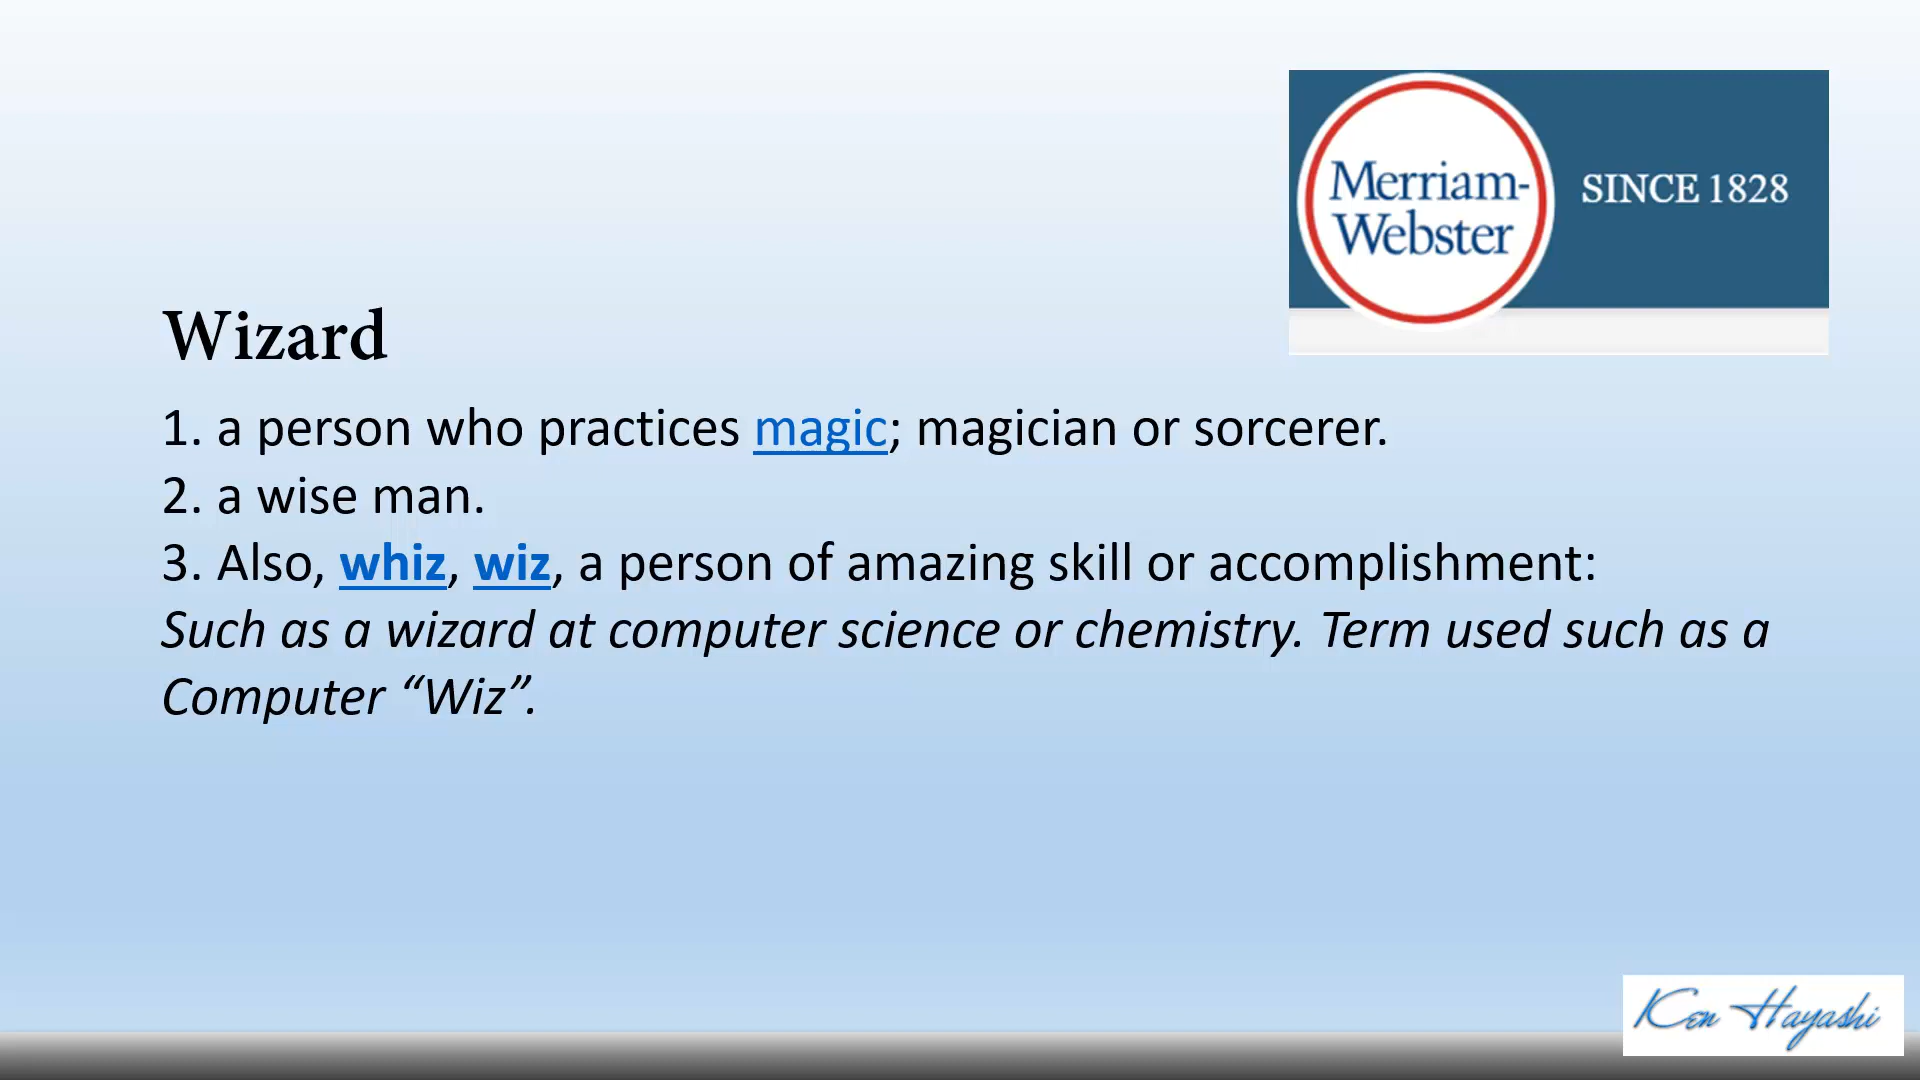 Merriam-
Webster
SINCE 1828
Wizard
1. a person who practices magic; magician or sorcerer.
2. a wise man.
3. Also, whiz, wiz, a person of amazing skill or accomplishment:
Such as a wizard at computer science or chemistry. Term used such as a
Computer “Wiz”.
Ken Hayashi